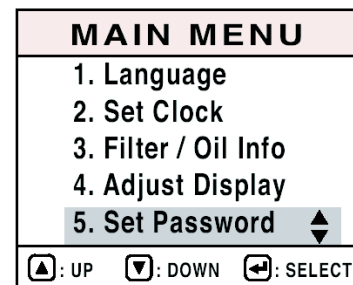 MAIN MENU
1. Language
2. Set Clock
3. Filter / Oil Info
4. Adjust Display
5. Set Password
: UP : DOWN : SELECT